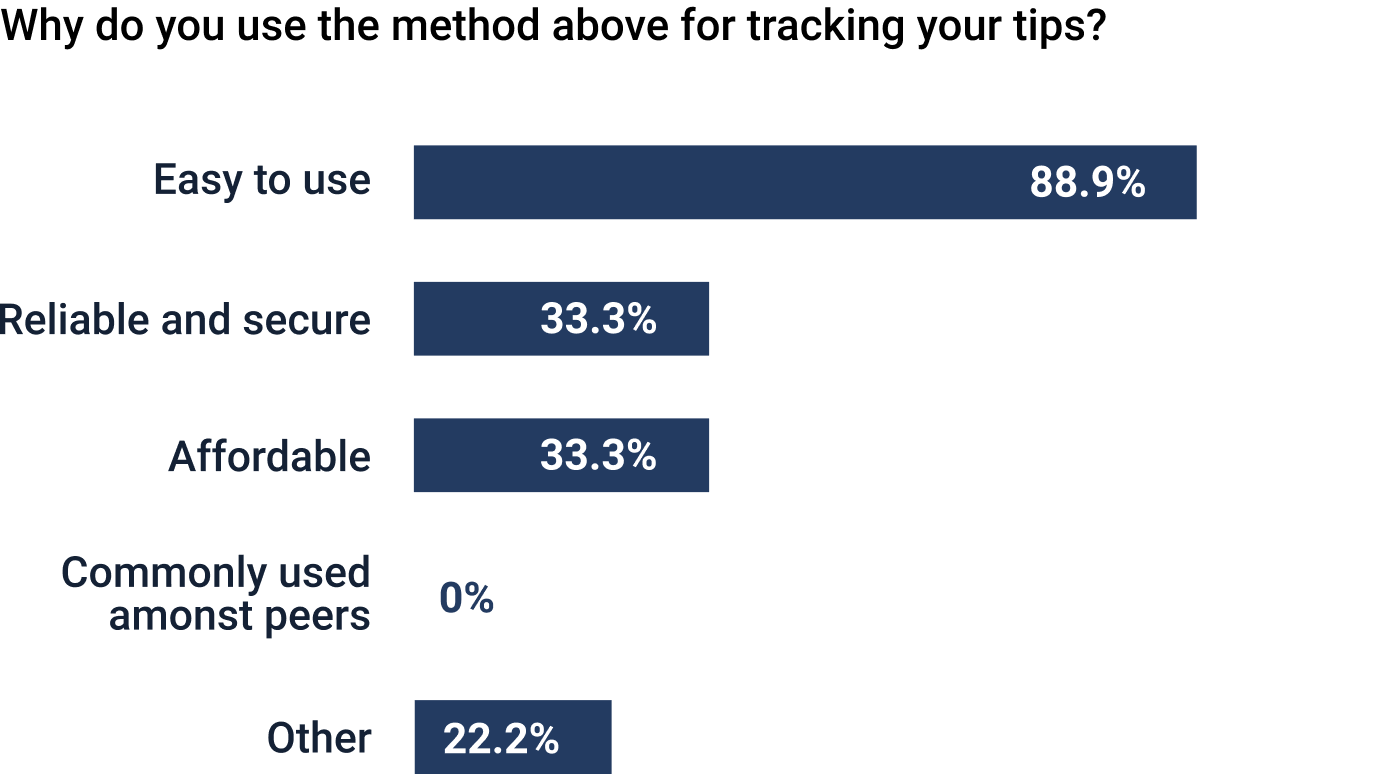 Why do you use the method above for tracking your tips?
Easy to use
88.9%
Reliable and secure
33.3%
Affordable
33.3%
Commonly used
amonst peers
0%
Other
22.2%